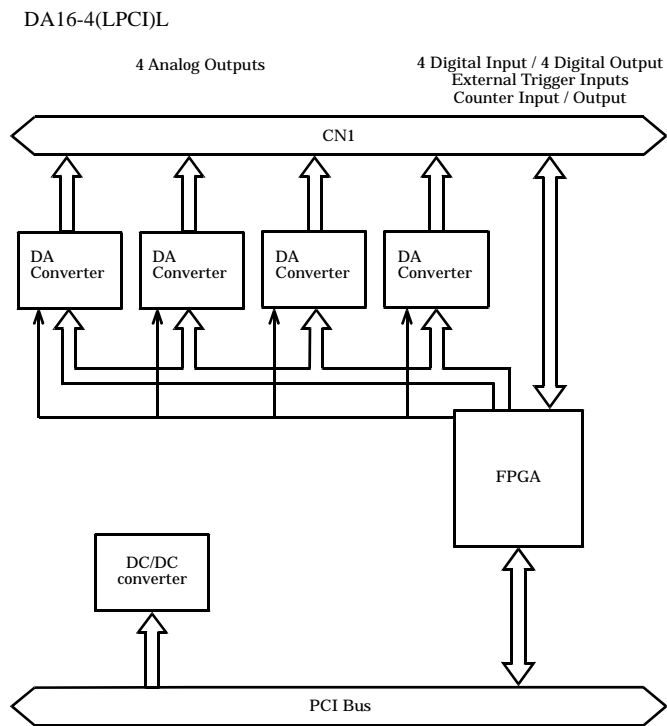 DA16-4(LPCI)L
4 Analog Outputs
4 Digital Input / 4 Digital Output
External Trigger Inputs
Counter Input / Output
CN1
DA
Converter
DA
Converter
DA
Converter
DA
Converter
FPGA
DC/DC
converter
PCI Bus